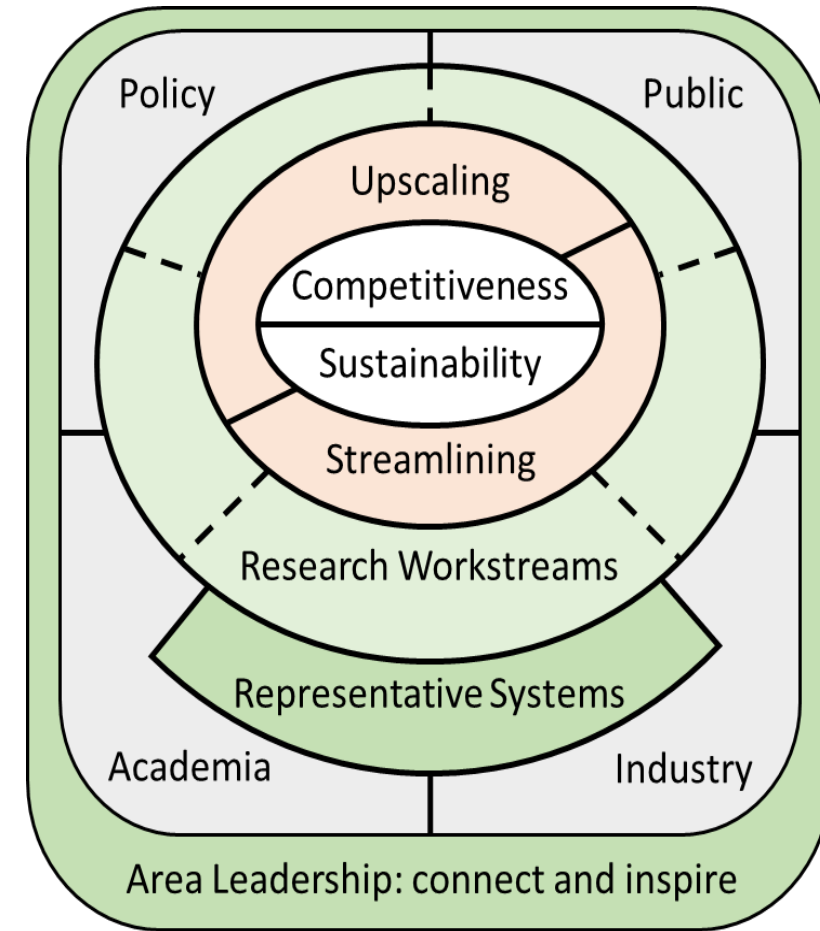 Policy
Public
Upscaling
Competitiveness
Sustainability
Streamlining
Research Workstreams
Representative Systems
Academia
Industry
Area Leadership: connect and inspire